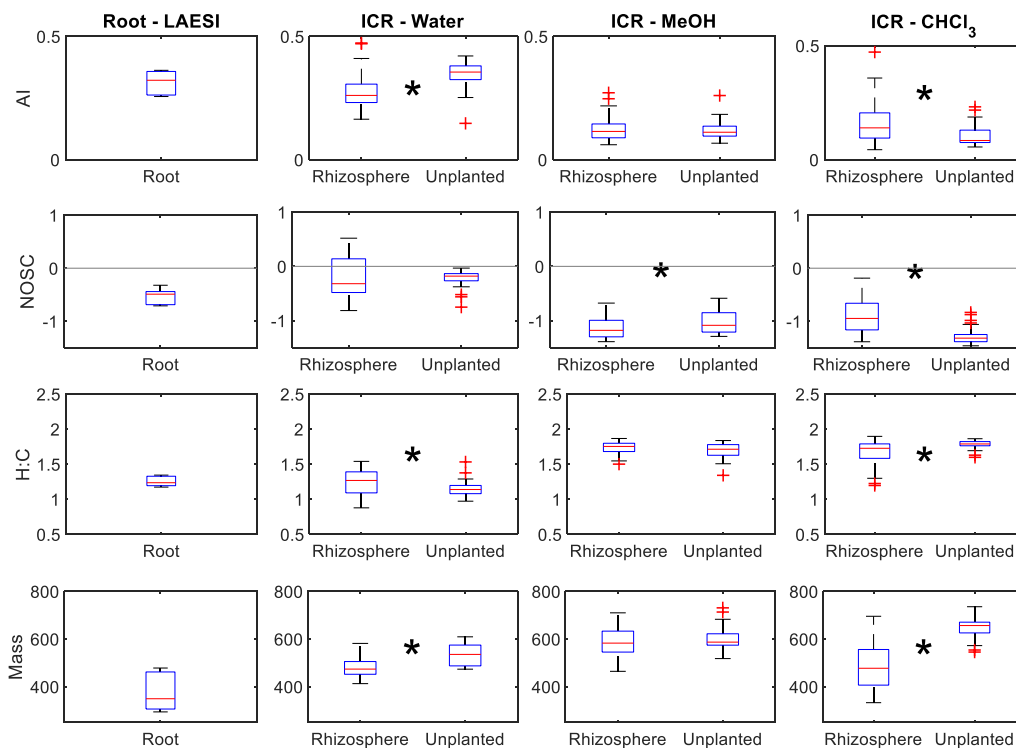 Root - LAESI ICR - Water ICR - MeOH ICR - CHCl3
0.5 0.5 0.5 0.5
AI
* *
0 0 0 0
Root Rhizosphere Unplanted Rhizosphere Unplanted Rhizosphere Unplanted
1 1 1 1
NOSC
0 0 0 0
* *
-1 -1 -1 -1
Root Rhizosphere Unplanted Rhizosphere Unplanted Rhizosphere Unplanted
2.5 2.5 2.5 2.5
2 2 2 2
H:C
* *
1.5 1.5 1.5 1.5
1 1 1 1
0.5 0.5 0.5 0.5
Root Rhizosphere Unplanted Rhizosphere Unplanted Rhizosphere Unplanted
800 800 800 800
Mass
600 600 600 600
* *
400 400 400 400
Root Rhizosphere Unplanted Rhizosphere Unplanted Rhizosphere Unplanted